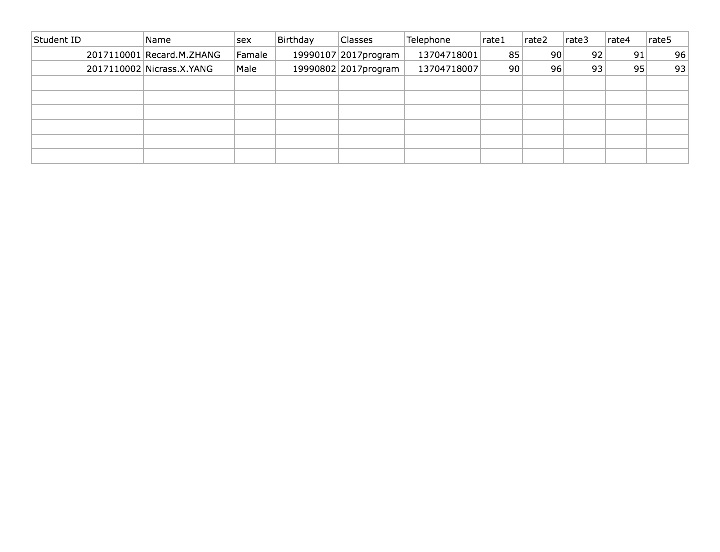 Student ID Name sex Birthday Classes Telephone rate1 rate2 rate3 rate4 rate5
2017110001 Recard.M.ZHANG Famale 19990107 2017program 13704718001 85 90 92 91 96
2017110002 Nicrass.X.YANG Male 19990802 2017program 13704718007 90 96 93 95 93